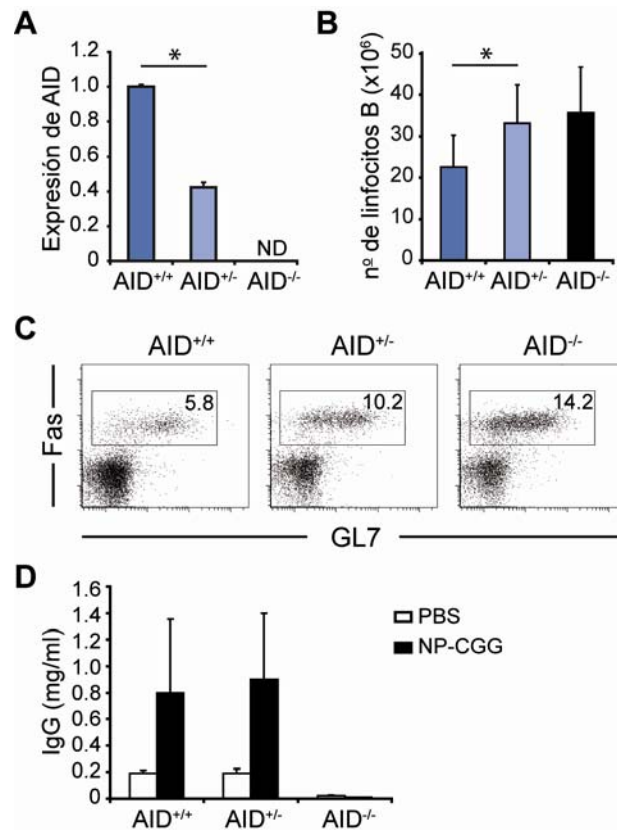 A
Expresión de AID
1.2
1.0
0.8
0.6
0.4
0.2
0
*
ND
AID+/+ AID+/- AID-/-
B
nº de linfocitos B (x10⁶)
50
40
30
20
10
0
*
AID+/+ AID+/- AID-/-
C
AID+/+ AID+/- AID-/-
Fas
5.8 10.2 14.2
GL7
D
IgG (mg/ml)
1.6
1.4
1.2
1.0
0.8
0.6
0.4
0.2
0
PBS
NP-CGG
AID+/+ AID+/- AID-/-